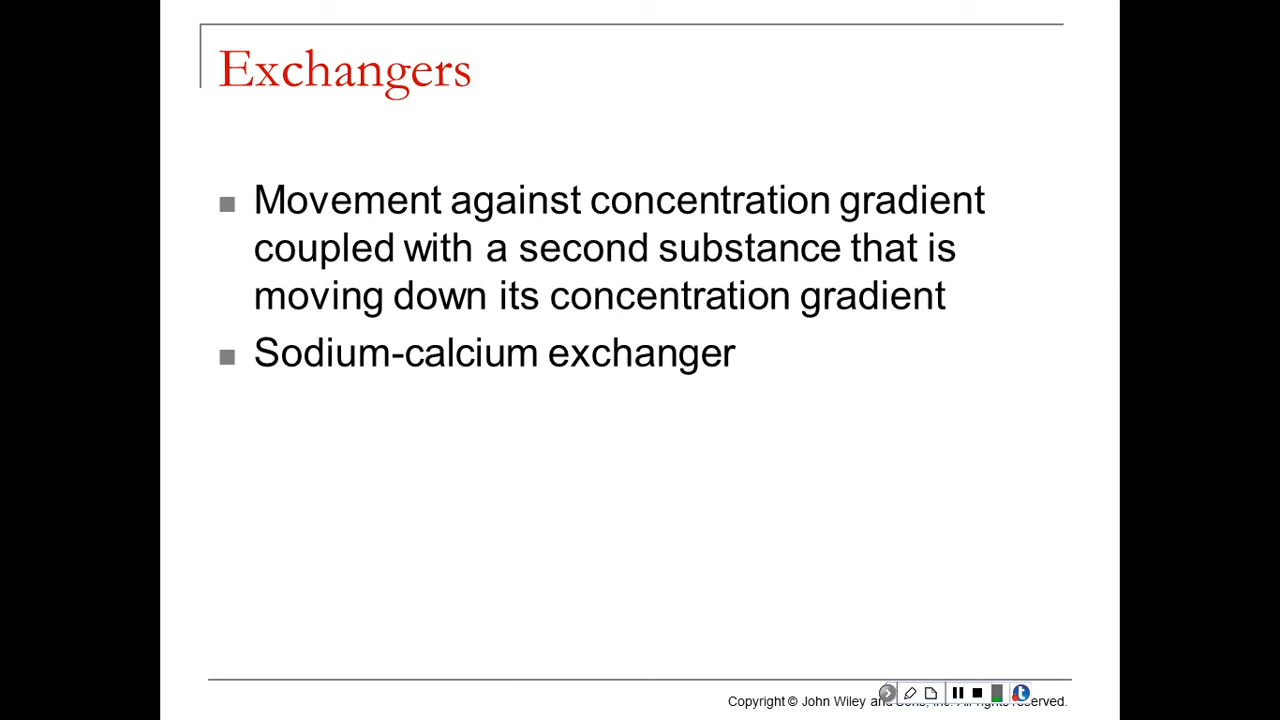 Exchangers
Movement against concentration gradient
coupled with a second substance that is
moving down its concentration gradient
Sodium-calcium exchanger
Copyright © John Wiley and Sons, Inc. All rights reserved.